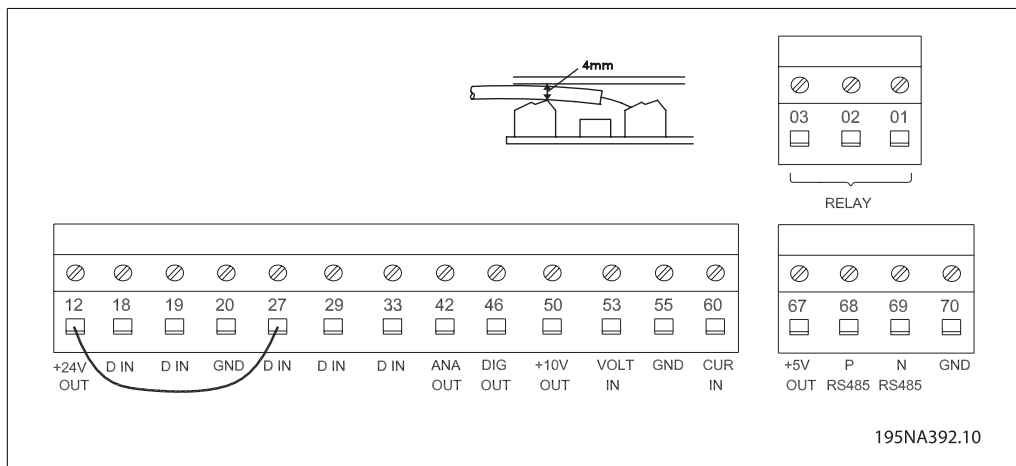 4mm
03 02 01
RELAY
12 18 19 20 27 29 33 42 46 50 53 55 60
+24V OUT D IN D IN GND D IN D IN D IN ANA OUT DIG OUT +10V OUT VOLT IN GND CUR IN
67 68 69 70
+5V OUT P RS485 N RS485 GND
195NA392.10